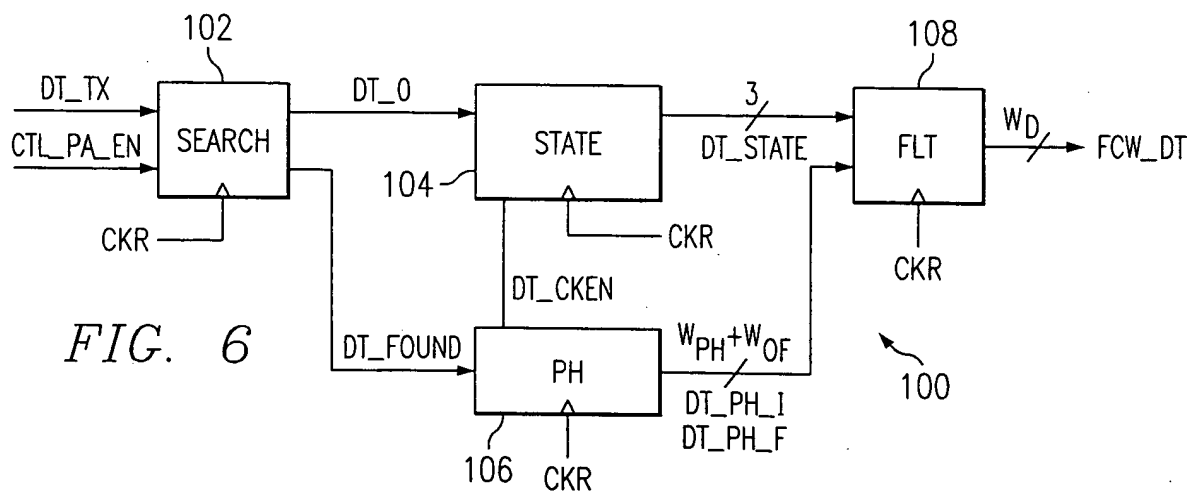 102
DT_TX
CTL_PA_EN
SEARCH
CKR
DT_0
104
STATE
CKR
3
DT_STATE
108
FLT
CKR
W_D
FCW_DT
DT_CKEN
DT_FOUND
106
PH
CKR
W_PH+W_OF
DT_PH_I
DT_PH_F
100
FIG. 6